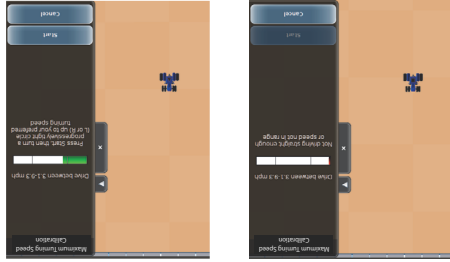 Maximum Turning Speed
Calibration
Drive between 3.1-9.3 mph
Not driving straight enough
or speed not in range
Start
Cancel
Maximum Turning Speed
Calibration
Drive between 3.1-9.3 mph
Press Start, then turn a
progressively tight circle
(L or R) up to your preferred
turning speed
Start
Cancel